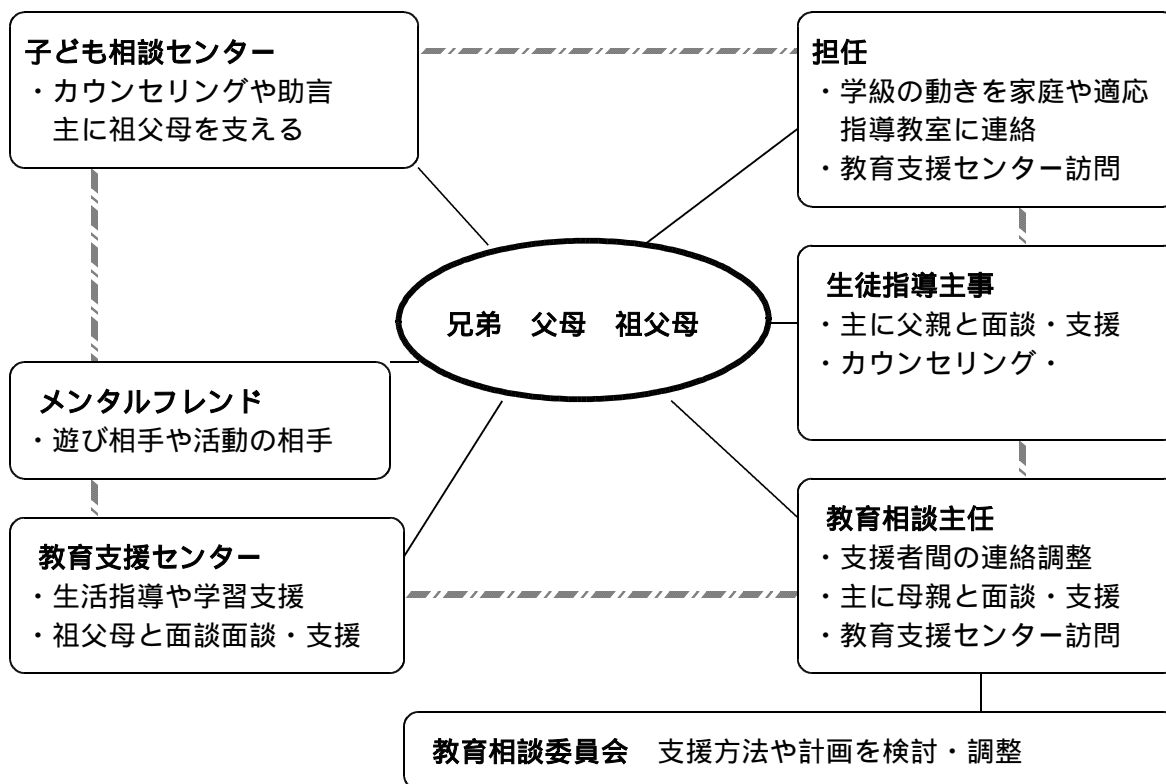 子ども相談センター
・カウンセリングや助言
主に祖父母を支える
担任
・学級の動きを家庭や適応
指導教室に連絡
・教育支援センター訪問
兄弟　父母　祖父母
生徒指導主事
・主に父親と面談・支援
・カウンセリング・
メンタルフレンド
・遊び相手や活動の相手
教育支援センター
・生活指導や学習支援
・祖父母と面談面談・支援
教育相談主任
・支援者間の連絡調整
・主に母親と面談・支援
・教育支援センター訪問
教育相談委員会　支援方法や計画を検討・調整